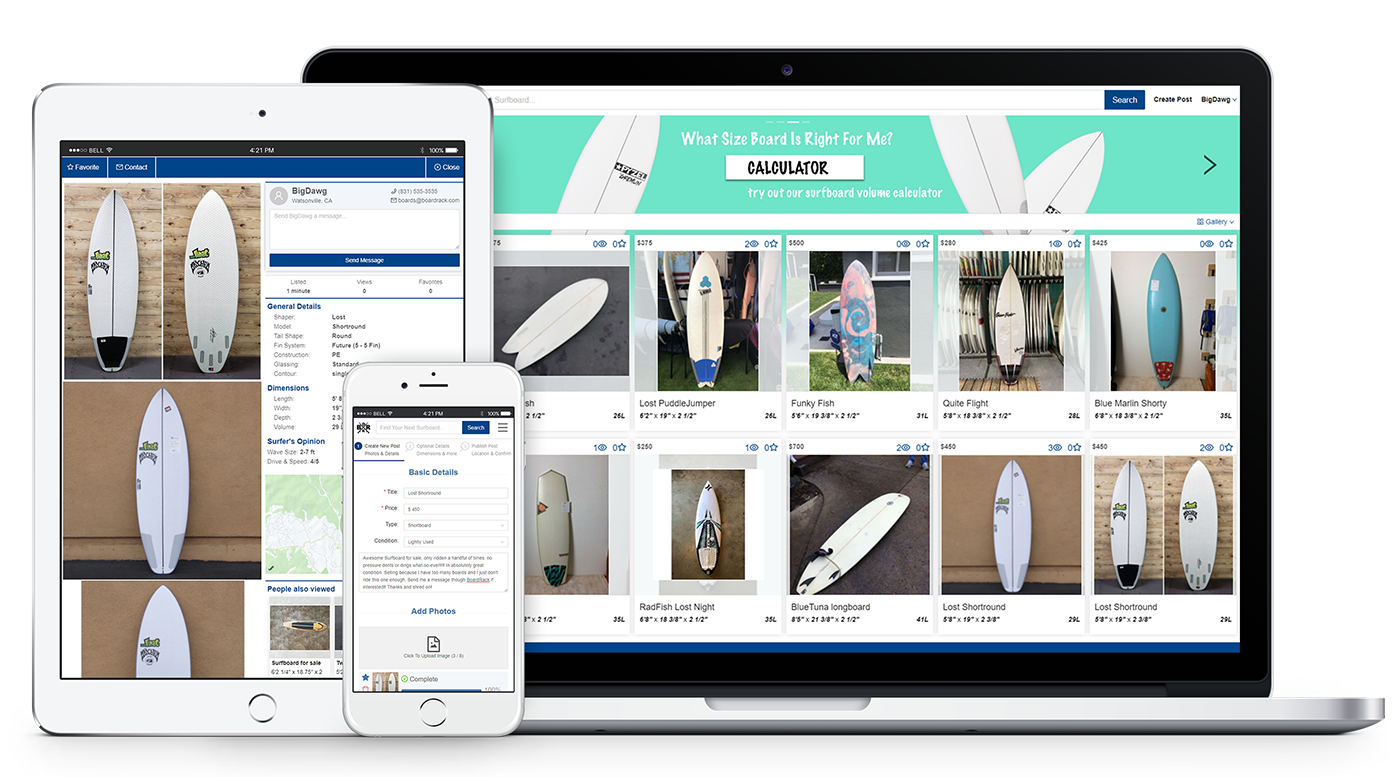 BELL 4:21 PM 100%
Favorite Contact Close
BigDawg (831) 535-3535
Watsonville, CA boards@boardrack.com
Send BigDawg a message...
Send Message
Listed Views Favorites
1 minute 0 0
General Details
Shaper: Lost
Model: Shortround
Tail Shape: Round
Fin System: Future (5 - 5 Fin)
Construction: PE
Glassing: Standard
Contour: single
Dimensions
Length: 5' 8
Width: 19",
Depth: 2 3
Volume: 29
Surfer's Opinion
Wave Size: 2-7 ft
Drive & Speed: 4/5
People also viewed
Surfboard for sale
6'2 1/4" x 18.75" x 2
BELL 4:21 PM 100%
Find Your Next Surfboard... Search
1 Create New Post 2 Optional Details 3 Publish Post
Photos & Details Dimensions & more Location & Confirm
Basic Details
* Title: Lost Shortround
* Price: $ 450
Type: Shortboard
Condition: Lightly Used
Awesome Surfboard for sale, only ridden a handful of times. no
pressure dents or dings what-so-ever!!!! In absolutely great
condition. Selling because I have too many boards and I just don't
ride this one enough. Send me a message though BoardRack if
interested!! Thanks and shred on!
Add Photos
Click To Upload Image (3 / 8)
Complete
100%
Surfboard... Search Create Post BigDawg
What Size Board Is Right For Me?
CALCULATOR
try out our surfboard volume calculator
PYZEL
GREMLIN
Gallery
75 0 0 $375 2 0 $500 0 0 $280 1 0 $425 0 0
sh Lost PuddleJumper Funky Fish Quite Flight Blue Marlin Shorty
x 2 1/2" 26L 6'2" x 19" x 2 1/2" 26L 5'6" x 19 3/8" x 2 1/2" 31L 5'8" x 18 3/3" x 2 1/2" 28L 6'8" x 18 3/8" x 2 1/2" 35L
1 0 $250 1 0 $700 2 0 $450 3 0 $450 2 0
RadFish Lost Night BlueTuna longboard Lost Shortround Lost Shortround
8" x 2 1/2" 35L 6'8" x 18 3/8" x 2 1/2" 35L 8'5" x 21 3/8" x 2 1/2" 41L 5'8" x 19" x 2 3/8" 29L 5'8" x 19" x 2 3/8" 29L